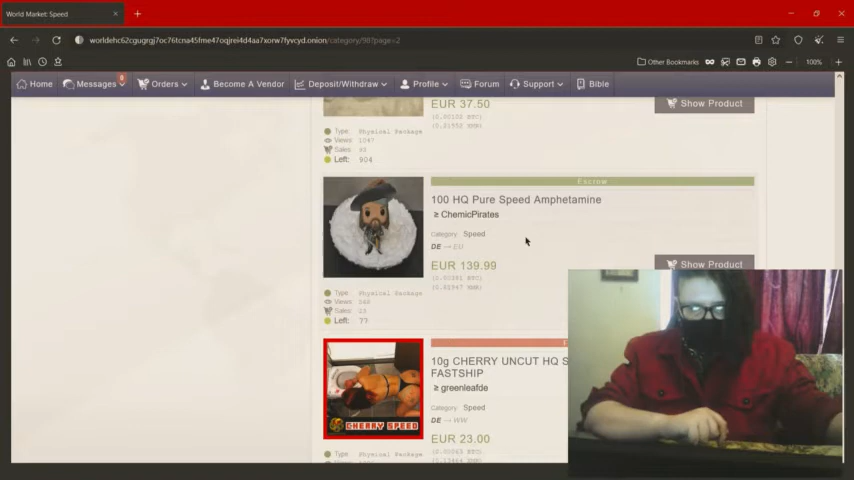 World Market: Speed
worldehc62cgugrgj7oc76tcna45fme47oqjrei4d4aa7xorw7fyvcyd.onion/category/98?page=2
Other Bookmarks
100%
Home
Messages
0
Orders
Become A Vendor
Deposit/Withdraw
Profile
Forum
Support
Bible
EUR 37.50
Show Product
Type: Physical Package
Views: 1047
Sales:
Left: 904
Escrow
100 HQ Pure Speed Amphetamine
≥ ChemicPirates
Category: Speed
DE → EU
EUR 139.99
Show Product
Type: Physical Package
Views:
Sales:
Left: 77
10g CHERRY UNCUT HQ
FASTSHIP
≥ greenleafde
Category: Speed
DE → WW
EUR 23.00
CHERRY SPEED
Type: Physical Package